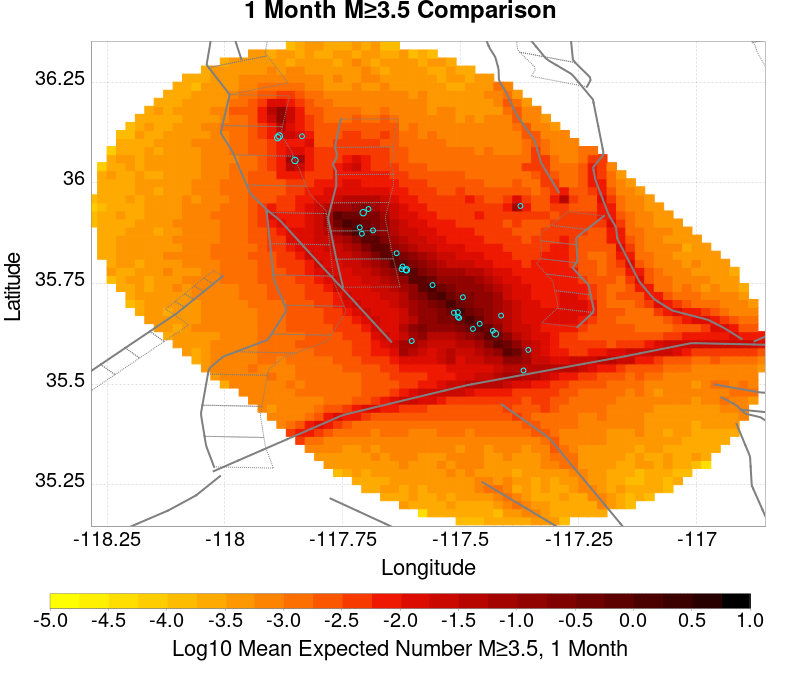 1 Month M≥3.5 Comparison
36.25
36
35.75
35.5
35.25
Latitude
-118.25 -118 -117.75 -117.5 -117.25 -117
Longitude
-5.0 -4.5 -4.0 -3.5 -3.0 -2.5 -2.0 -1.5 -1.0 -0.5 0.0 0.5 1.0
Log10 Mean Expected Number M≥3.5, 1 Month